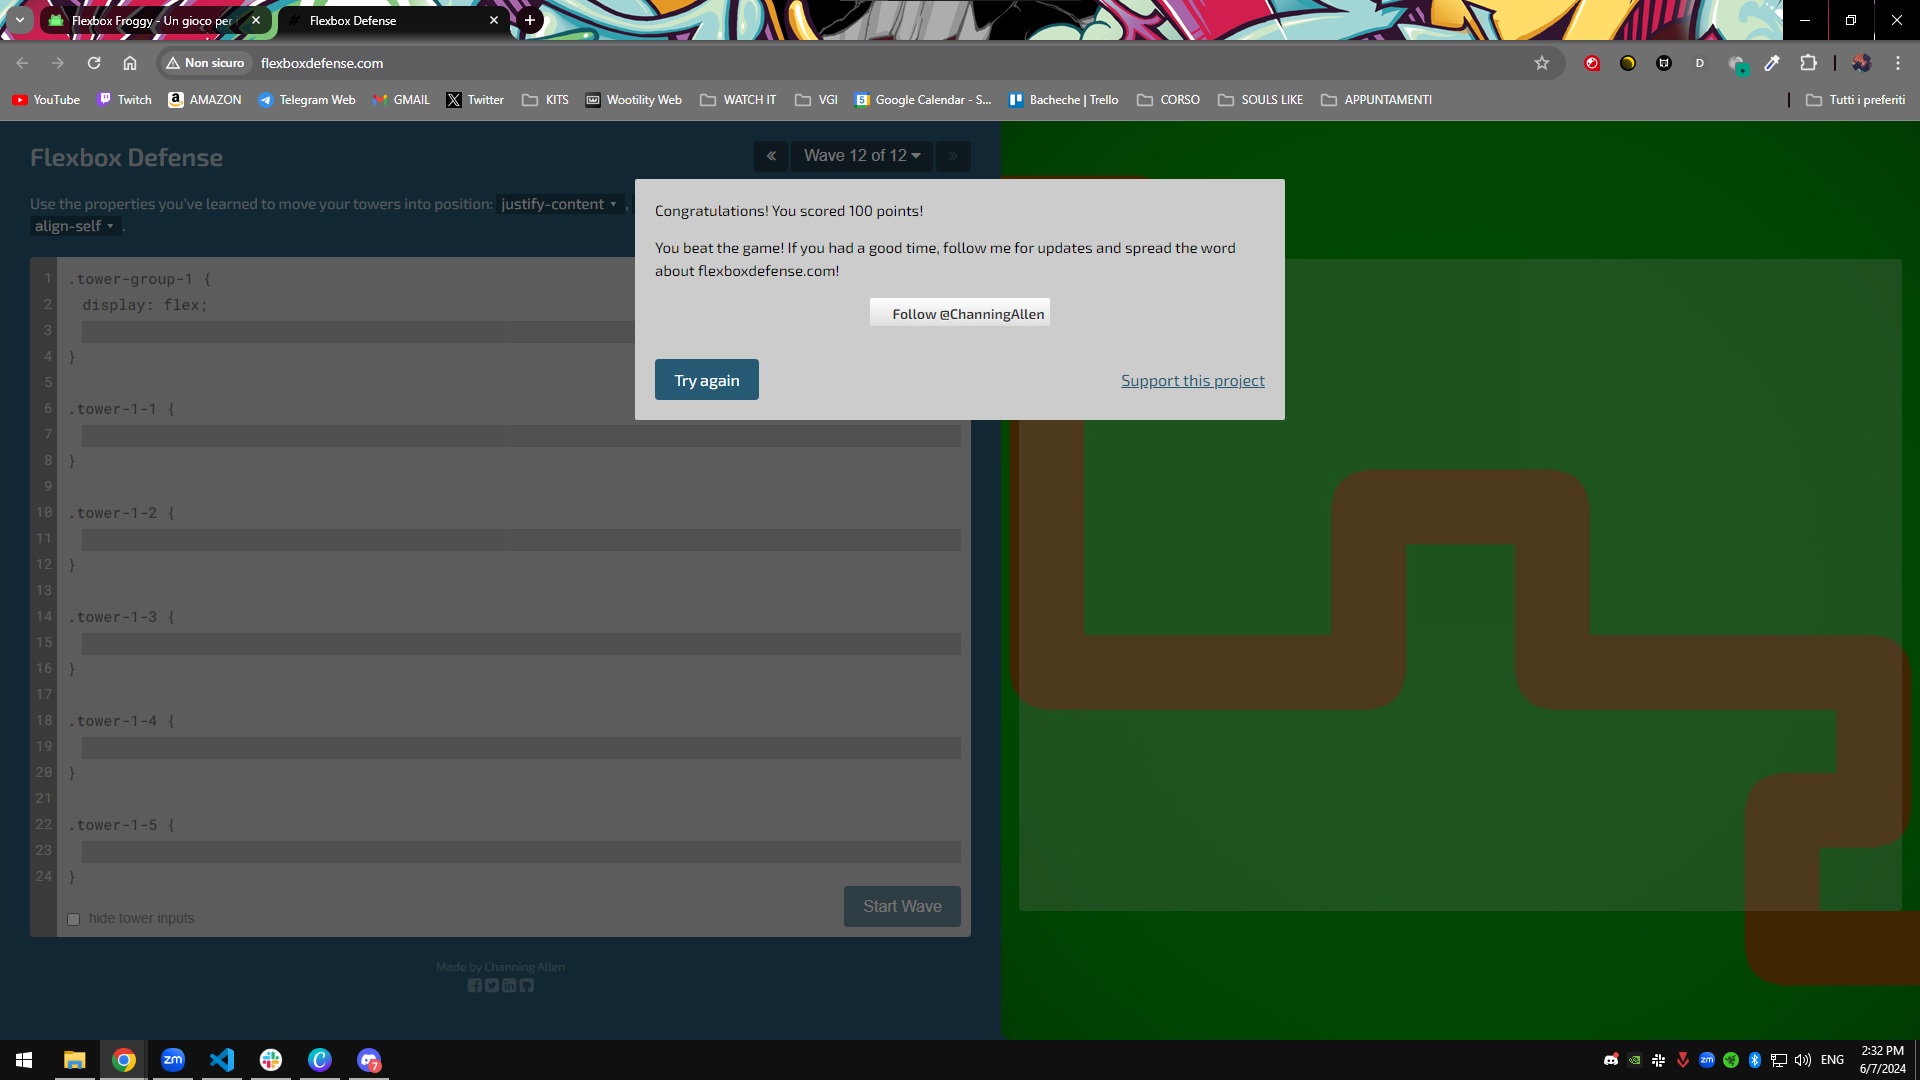 Flexbox Froggy - Un gioco per
Flexbox Defense
Non sicuro
flexboxdefense.com
YouTube
Twitch
AMAZON
Telegram Web
GMAIL
Twitter
KITS
Wootility Web
WATCH IT
VGI
Google Calendar - S...
Bacheche | Trello
CORSO
SOULS LIKE
APPUNTAMENTI
Tutti i preferiti
Flexbox Defense
«
Wave 12 of 12
»
Use the properties you've learned to move your towers into position: justify-content ,
align-self .
Congratulations! You scored 100 points!
You beat the game! If you had a good time, follow me for updates and spread the word
about flexboxdefense.com!
Follow @ChanningAllen
Try again
Support this project
1 .tower-group-1 {
2 display: flex;
3
4 }
5
6 .tower-1-1 {
7
8 }
9
10 .tower-1-2 {
11
12 }
13
14 .tower-1-3 {
15
16 }
17
18 .tower-1-4 {
19
20 }
21
22 .tower-1-5 {
23
24 }
hide tower inputs
Start Wave
Made by Channing Allen
zm
7
zm
ENG
2:32 PM
6/7/2024